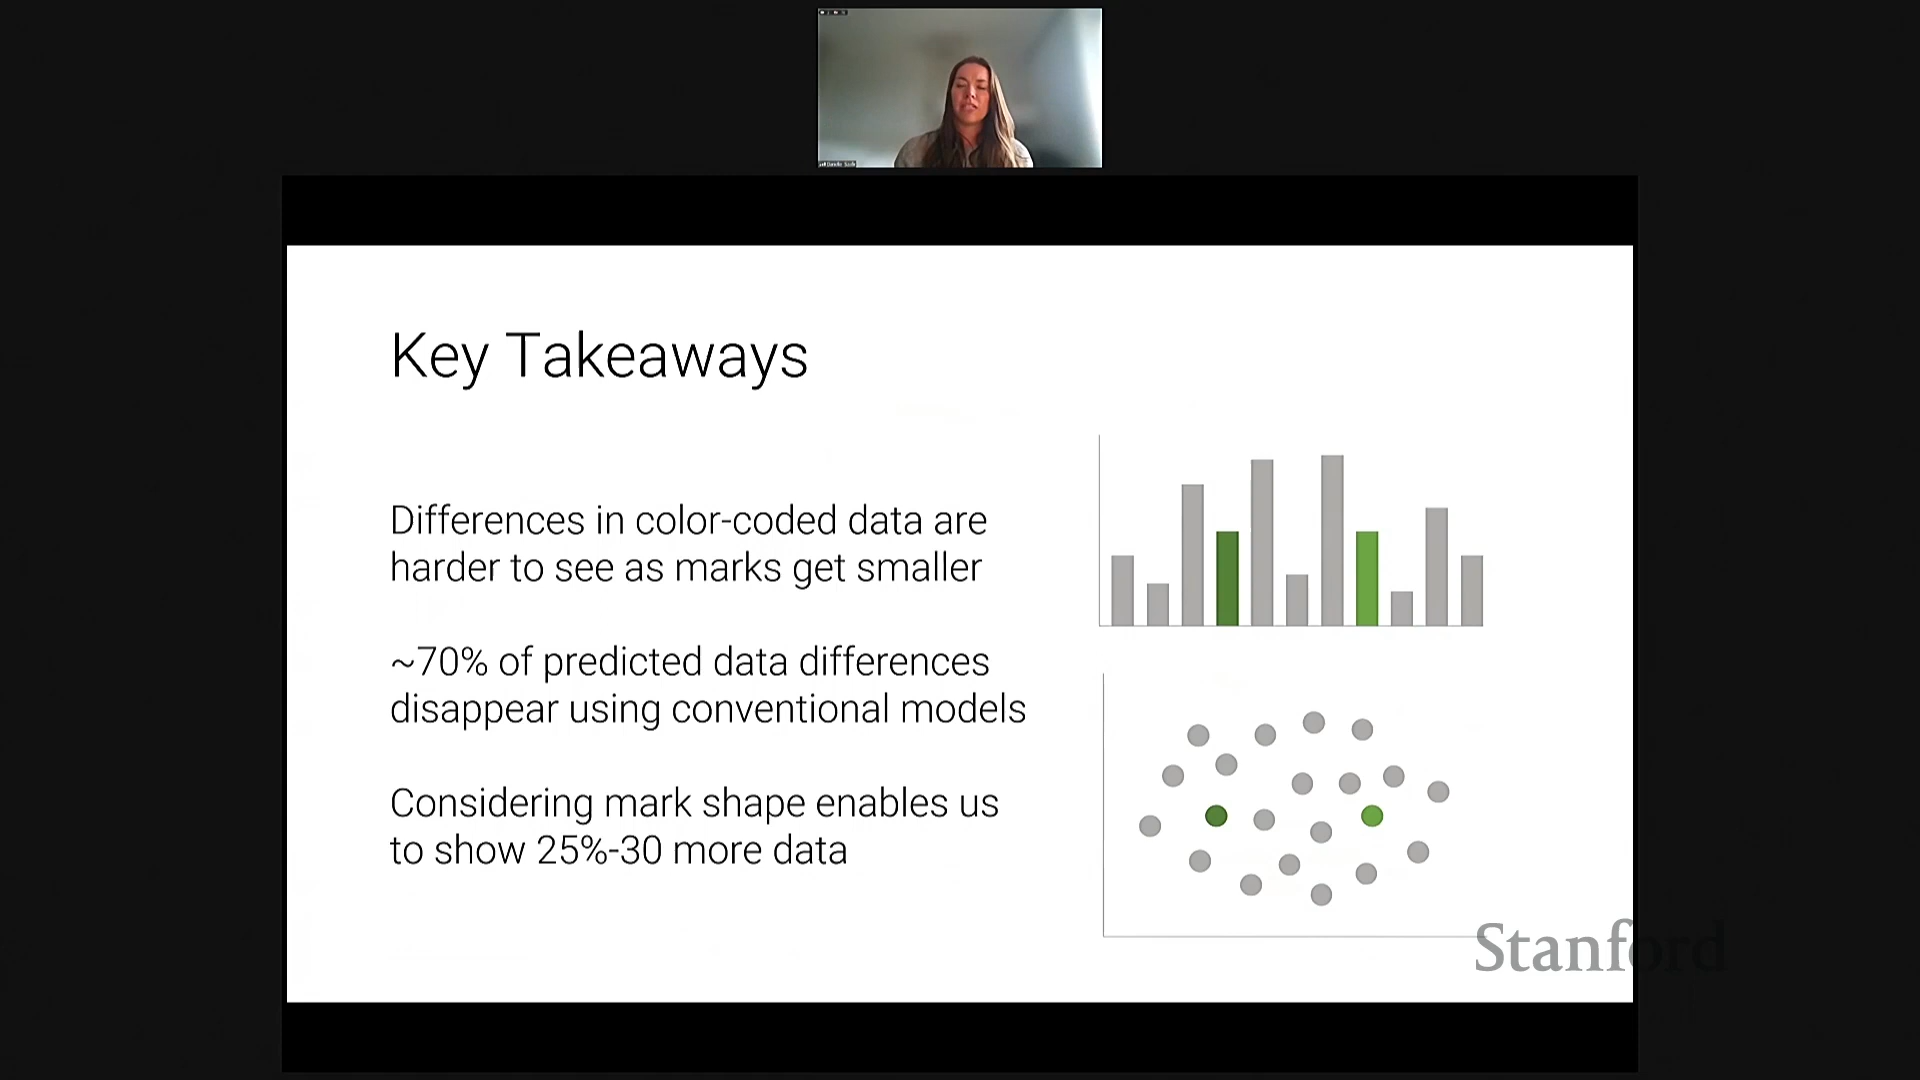 Key Takeaways
Differences in color-coded data are
harder to see as marks get smaller
~70% of predicted data differences
disappear using conventional models
Considering mark shape enables us
to show 25%-30 more data
Stanford